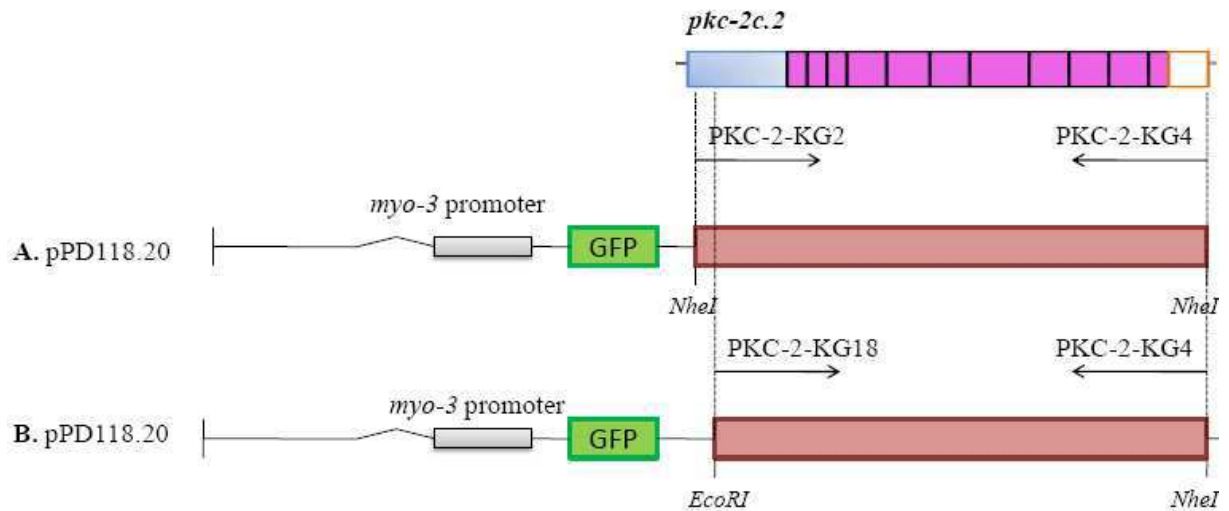 pkc-2c.2
PKC-2-KG2 PKC-2-KG4
myo-3 promoter
A. pPD118.20 GFP
NheI NheI
PKC-2-KG18 PKC-2-KG4
myo-3 promoter
B. pPD118.20 GFP
EcoRI NheI